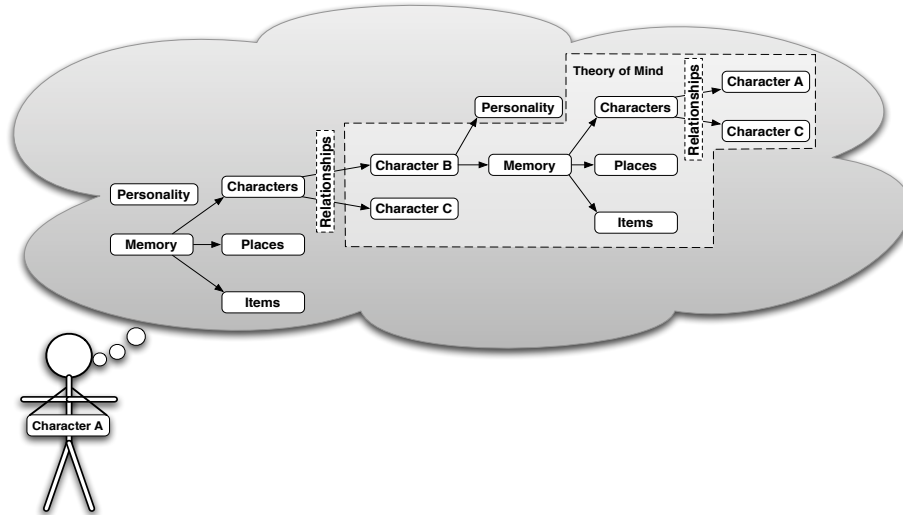 Theory of Mind
Relationships
Character A
Personality
Characters
Character C
Relationships
Character B
Memory
Places
Personality
Characters
Character C
Items
Memory
Places
Items
Character A